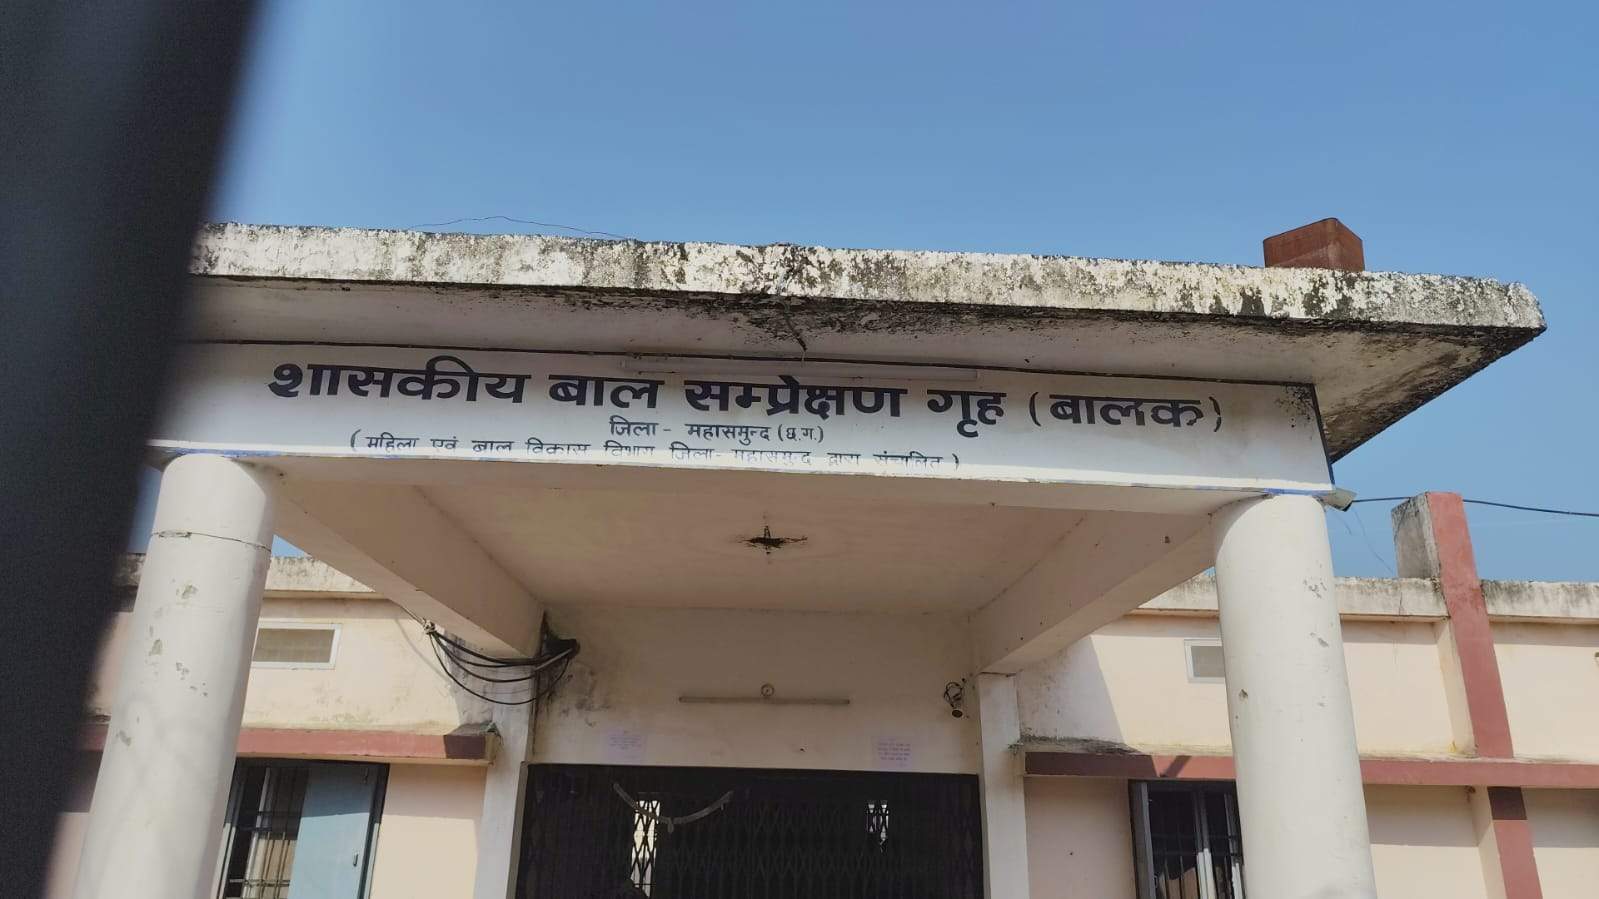 शासकीय बाल सम्प्रेक्षण गृह (बालक)
जिला - महासमुन्द (छ.ग.)
( महिला एवं बाल विकास विभाग जिला- महासमुन्द द्वारा संचालित )